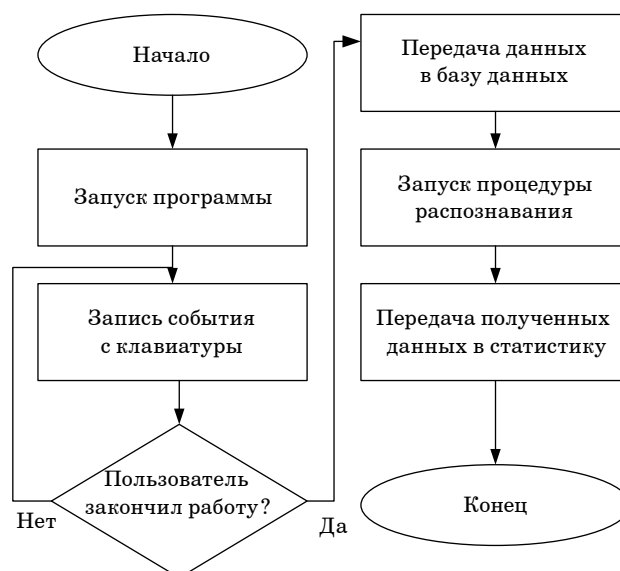 Начало
Запуск программы
Запись события
с клавиатуры
Пользователь
закончил работу?
Нет
Да
Передача данных
в базу данных
Запуск процедуры
распознавания
Передача полученных
данных в статистику
Конец